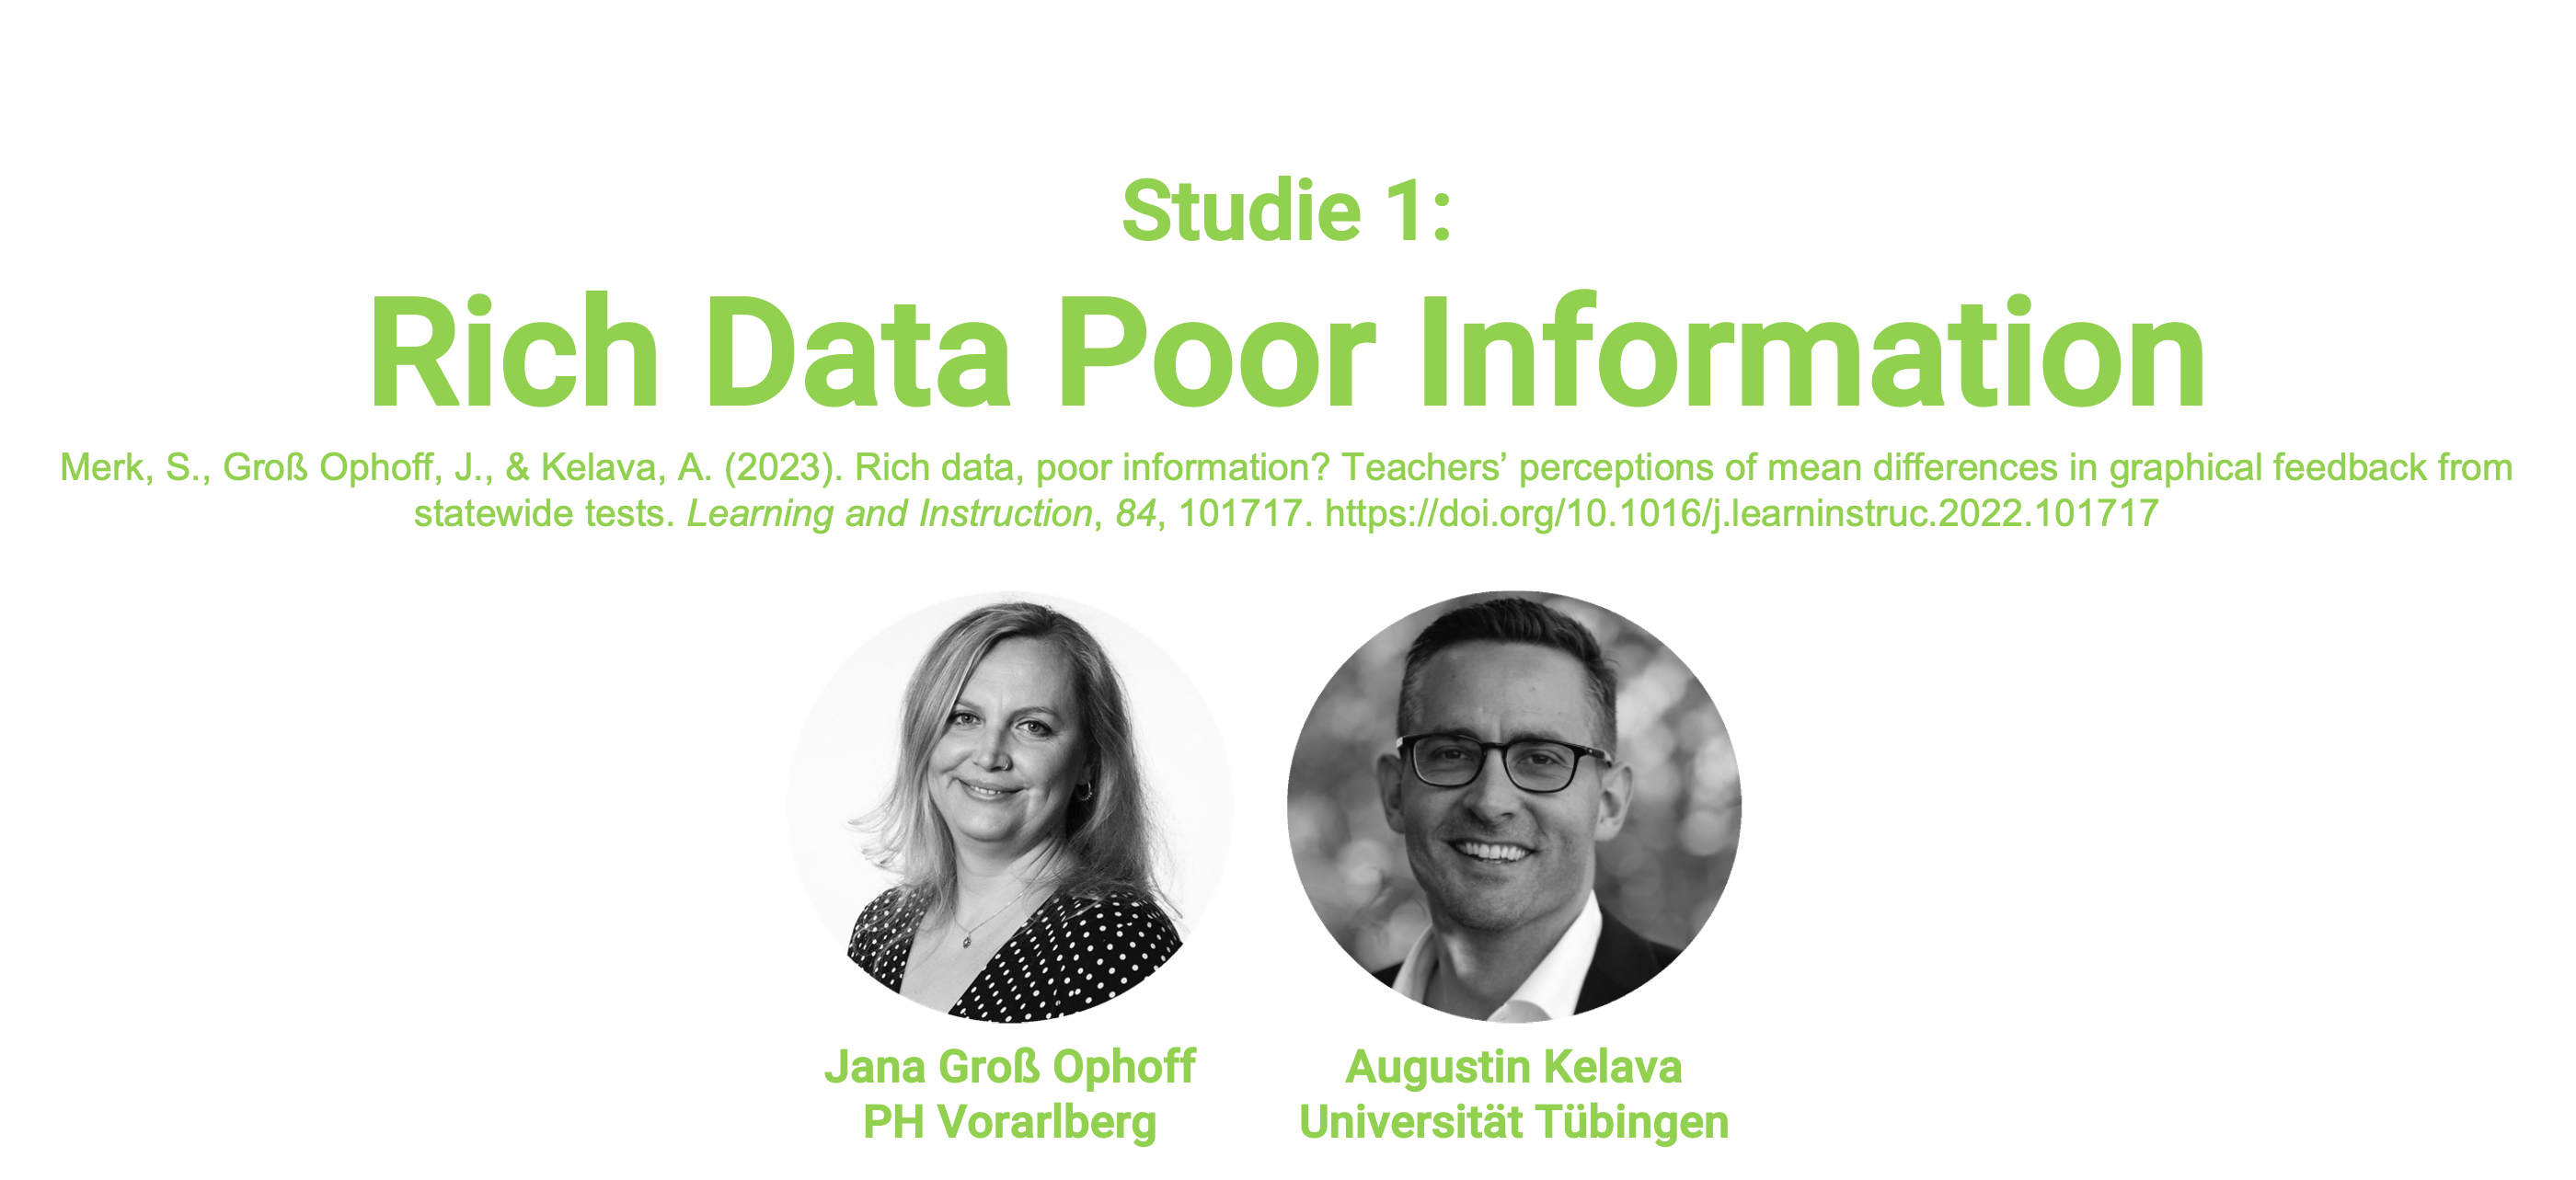 Studie 1:
Rich Data Poor Information
Merk, S., Groß Ophoff, J., & Kelava, A. (2023). Rich data, poor information? Teachers’ perceptions of mean differences in graphical feedback from
statewide tests. Learning and Instruction, 84, 101717. https://doi.org/10.1016/j.learninstruc.2022.101717
Jana Groß Ophoff
PH Vorarlberg
Augustin Kelava
Universität Tübingen